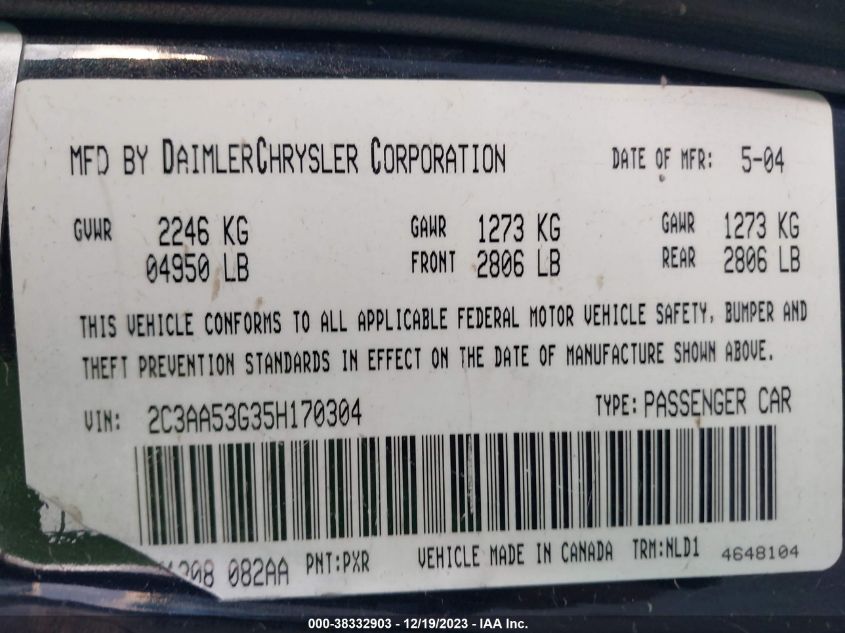 MFD BY DAIMLERCHRYSLER CORPORATION DATE OF MFR: 5-04
GVWR 2246 KG GAWR 1273 KG GAWR 1273 KG
04950 LB FRONT 2806 LB REAR 2806 LB
THIS VEHICLE CONFORMS TO ALL APPLICABLE FEDERAL MOTOR VEHICLE SAFETY, BUMPER AND
THEFT PREVENTION STANDARDS IN EFFECT ON THE DATE OF MANUFACTURE SHOWN ABOVE.
VIN: 2C3AA53G35H170304 TYPE: PASSENGER CAR
082AA PNT:PXR VEHICLE MADE IN CANADA TRM:NLD1 4648104
000-38332903 - 12/19/2023 - IAA Inc.